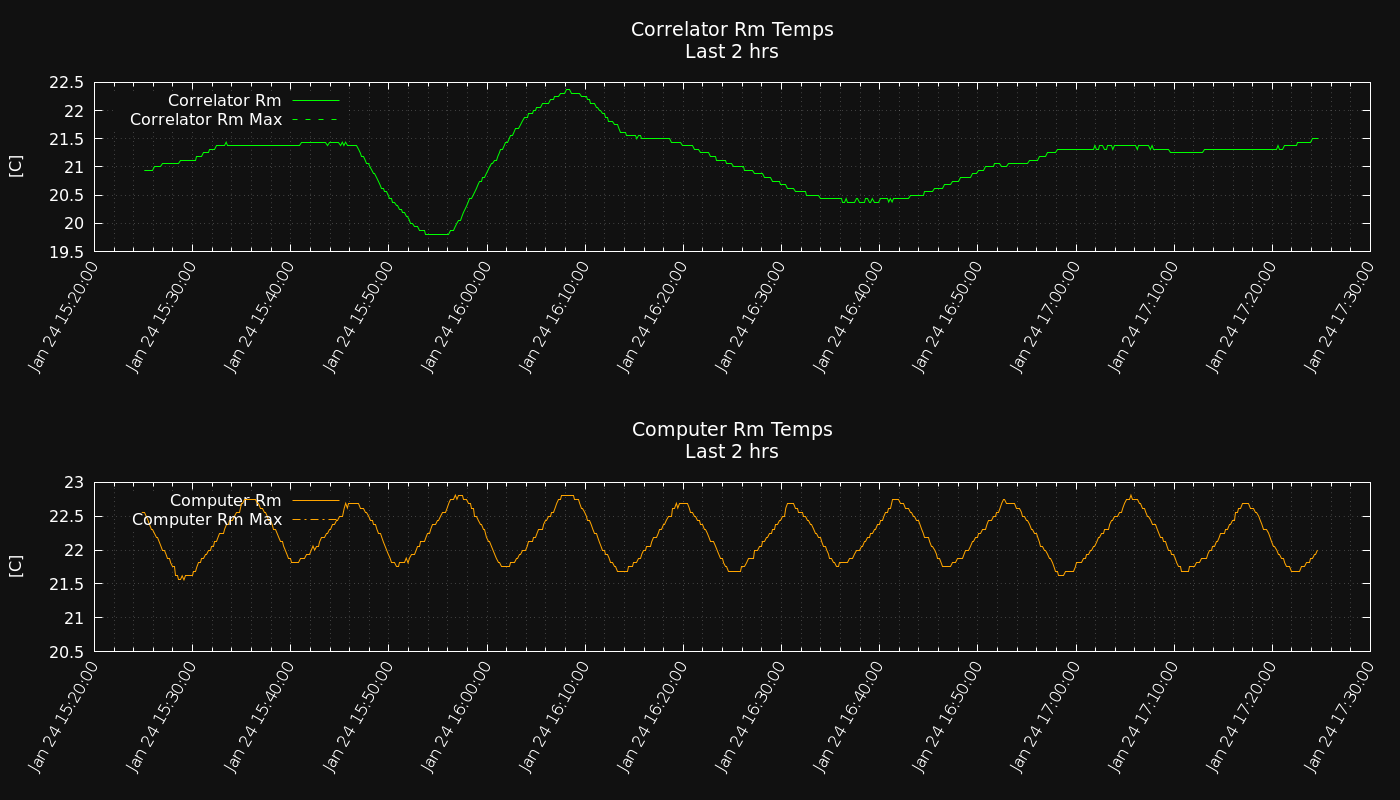 Correlator Rm Temps
Last 2 hrs
[C]
22.5
22
21.5
21
20.5
20
19.5
Correlator Rm
Correlator Rm Max
Jan 24 15:20:00
Jan 24 15:30:00
Jan 24 15:40:00
Jan 24 15:50:00
Jan 24 16:00:00
Jan 24 16:10:00
Jan 24 16:20:00
Jan 24 16:30:00
Jan 24 16:40:00
Jan 24 16:50:00
Jan 24 17:00:00
Jan 24 17:10:00
Jan 24 17:20:00
Jan 24 17:30:00
Computer Rm Temps
Last 2 hrs
[C]
23
22.5
22
21.5
21
20.5
Computer Rm
Computer Rm Max
Jan 24 15:20:00
Jan 24 15:30:00
Jan 24 15:40:00
Jan 24 15:50:00
Jan 24 16:00:00
Jan 24 16:10:00
Jan 24 16:20:00
Jan 24 16:30:00
Jan 24 16:40:00
Jan 24 16:50:00
Jan 24 17:00:00
Jan 24 17:10:00
Jan 24 17:20:00
Jan 24 17:30:00